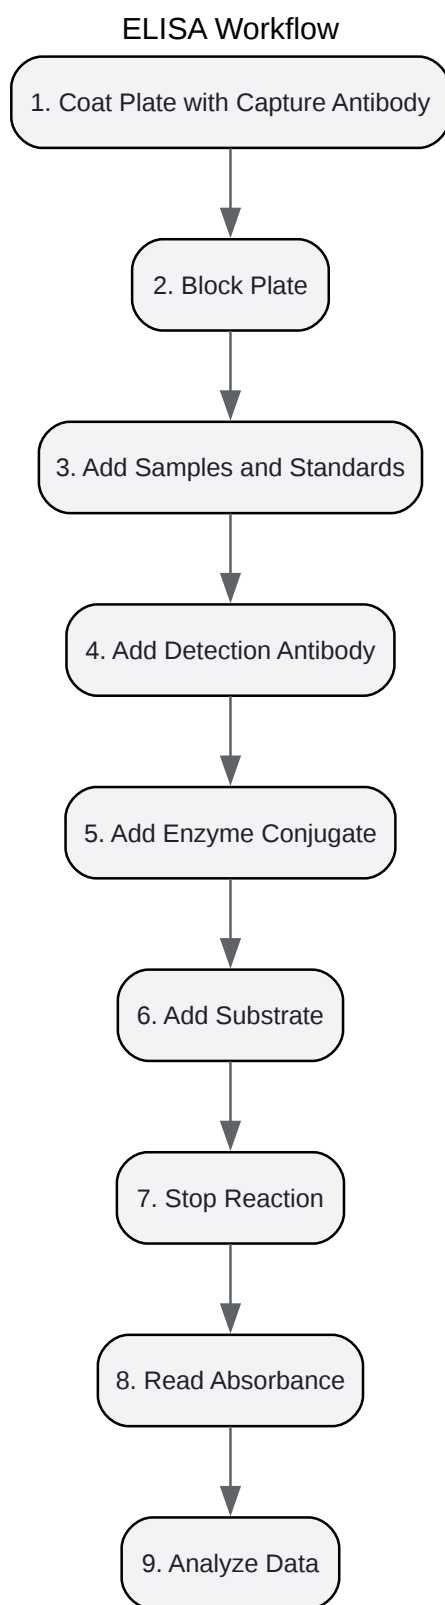 ELISA Workflow
1. Coat Plate with Capture Antibody
2. Block Plate
3. Add Samples and Standards
4. Add Detection Antibody
5. Add Enzyme Conjugate
6. Add Substrate
7. Stop Reaction
8. Read Absorbance
9. Analyze Data